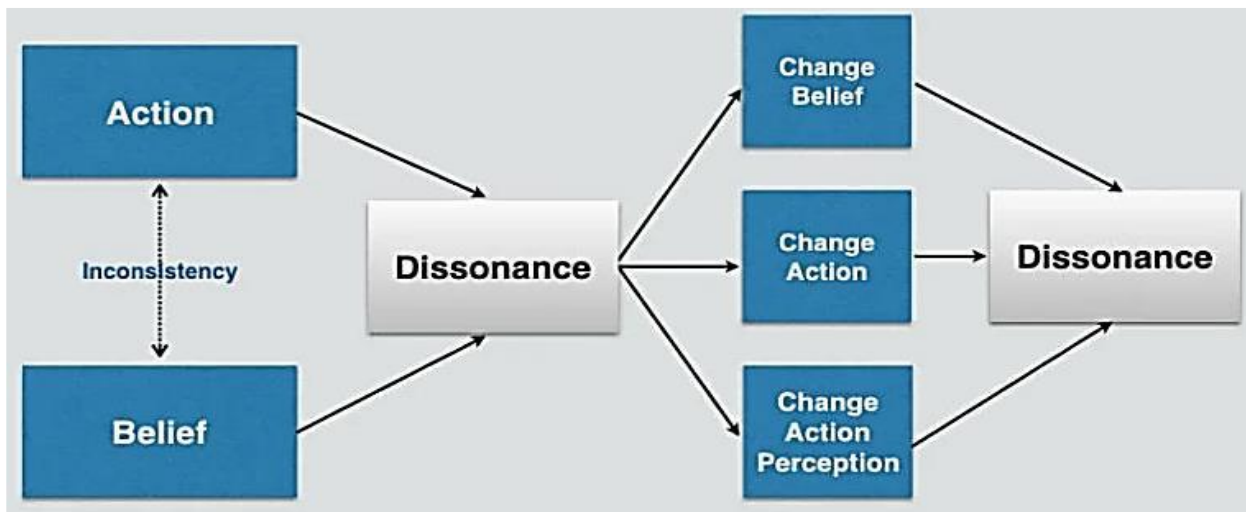 Action
Inconsistency
Belief
Dissonance
Change
Belief
Change
Action
Change
Action
Perception
Dissonance